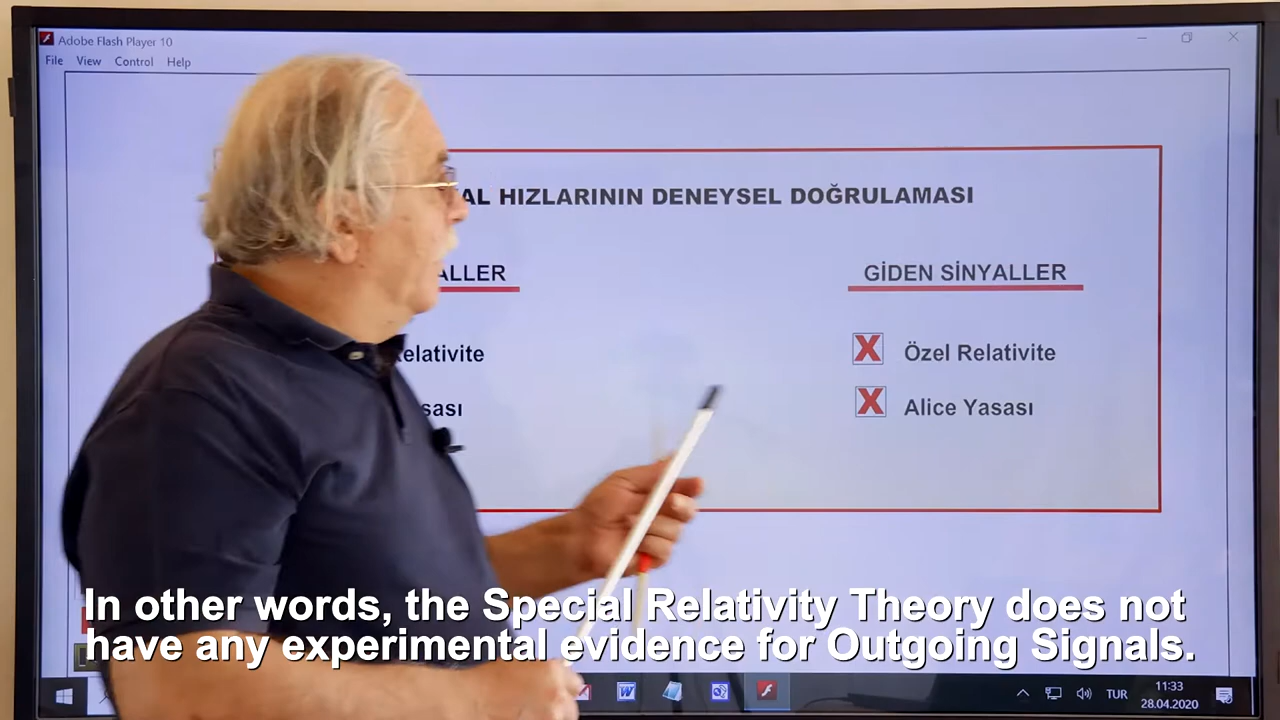 Adobe Flash Player 10
File View Control Help
AL HIZLARININ DENEYSEL DOĞRULAMASI
ALLER
GİDEN SİNYALLER
elativite
X Özel Relativite
sası
X Alice Yasası
In other words, the Special Relativity Theory does not
have any experimental evidence for Outgoing Signals.
TUR
11:33
28.04.2020